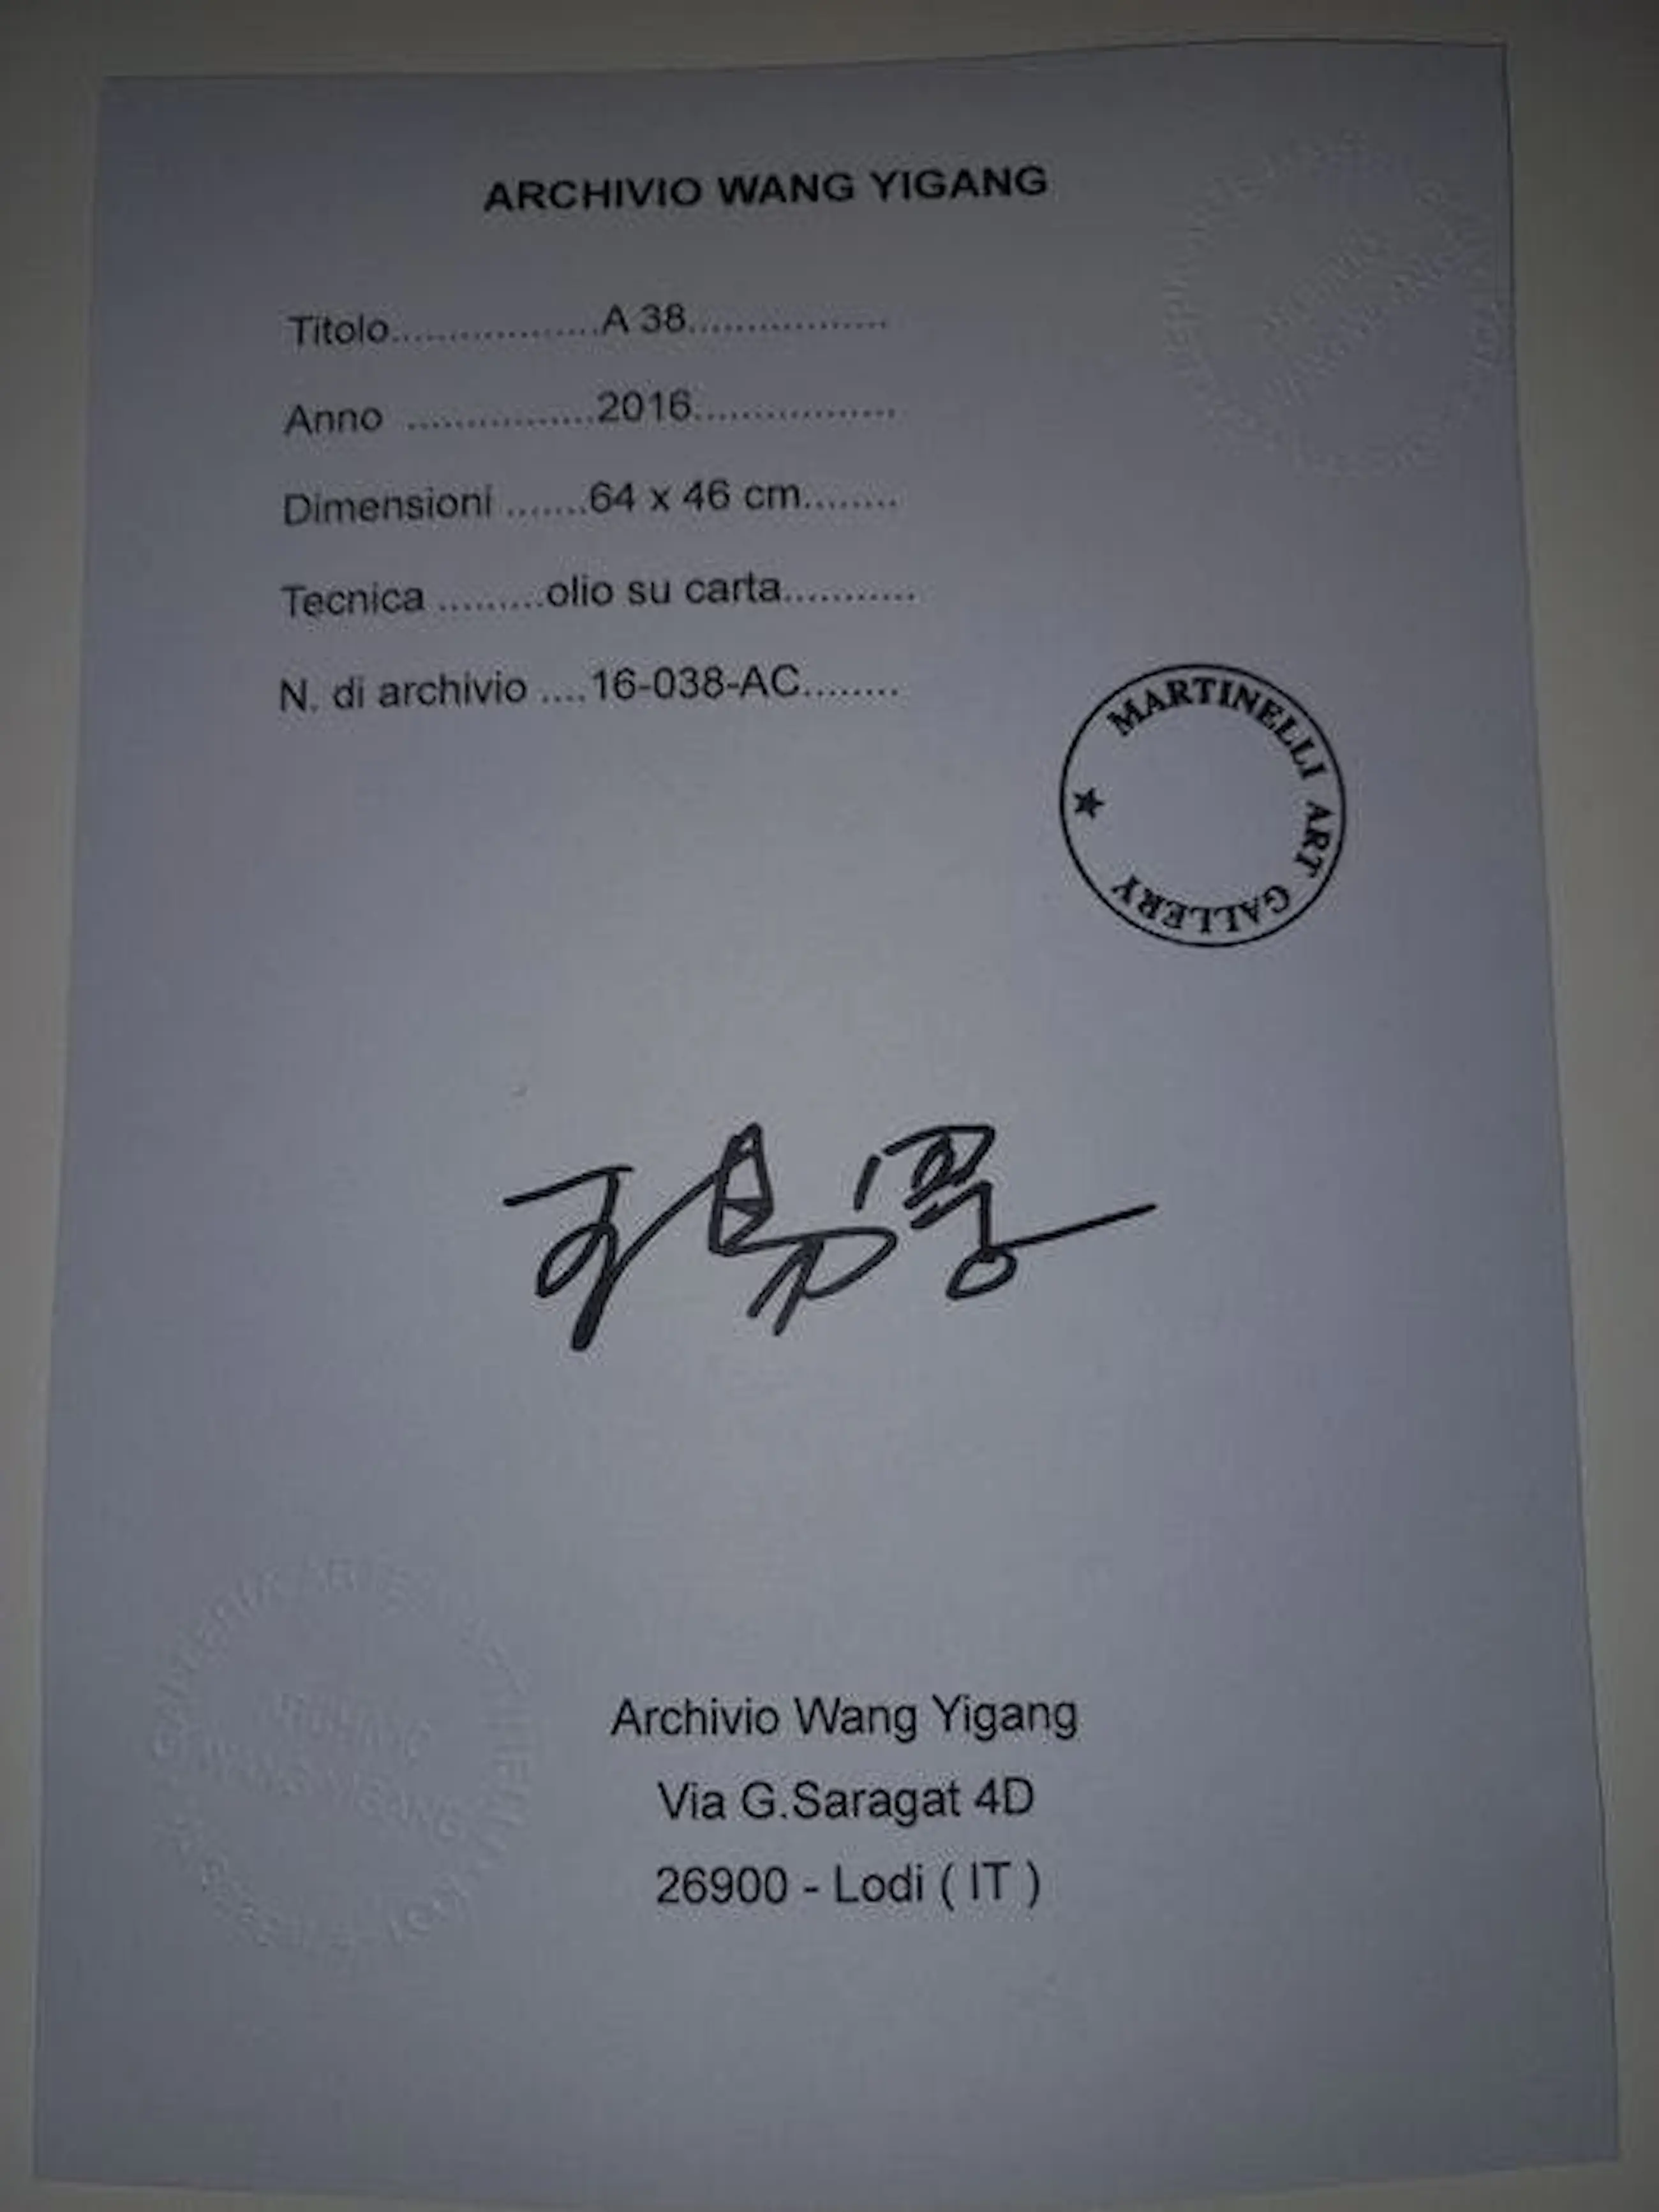 ARCHIVIO WANG YIGANG
Titolo..................A 38.................
Anno ................2016.................
Dimensioni .......64 x 46 cm........
Tecnica .........olio su carta...........
N. di archivio ....16-038-AC........
MARTINELLI ART GALLERY
Archivio Wang Yigang
Via G.Saragat 4D
26900 - Lodi ( IT )